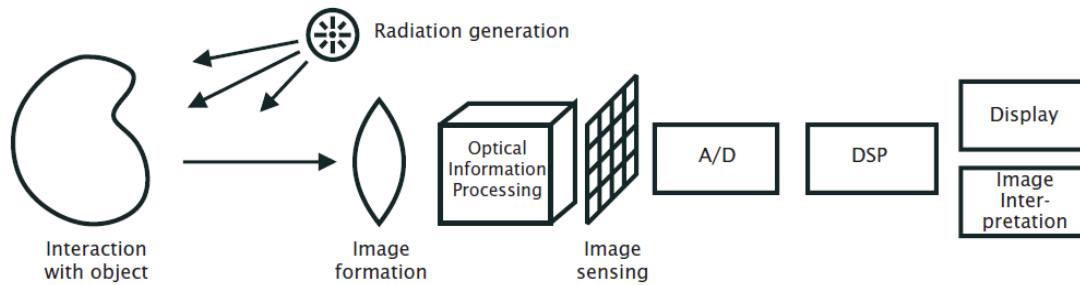 Radiation generation
Optical
Information
Processing
A/D
DSP
Display
Image
Inter-
pretation
Interaction
with object
Image
formation
Image
sensing